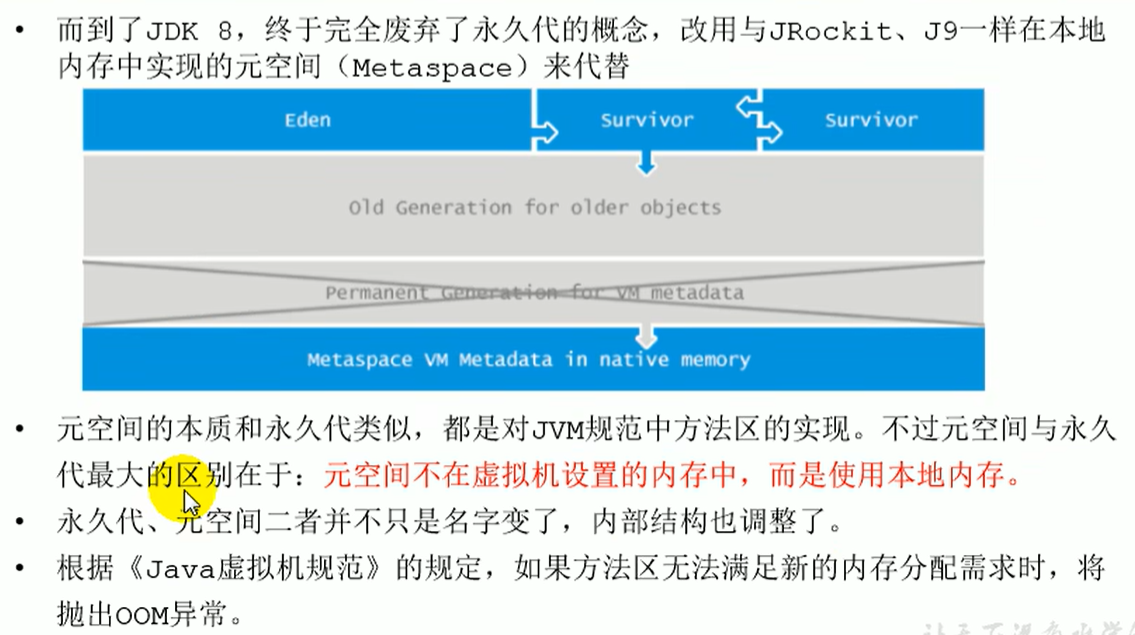 • 而到了JDK 8，终于完全废弃了永久代的概念，改用与JRockit、J9一样在本地
内存中实现的元空间（Metaspace）来代替
Eden
Survivor
Survivor
Old Generation for older objects
Permanent Generation for VM metadata
Metaspace VM Metadata in native memory
• 元空间的本质和永久代类似，都是对JVM规范中方法区的实现。不过元空间与永久
代最大的区别在于：元空间不在虚拟机设置的内存中，而是使用本地内存。
• 永久代、元空间二者并不只是名字变了，内部结构也调整了。
• 根据《Java虚拟机规范》的规定，如果方法区无法满足新的内存分配需求时，将
抛出OOM异常。